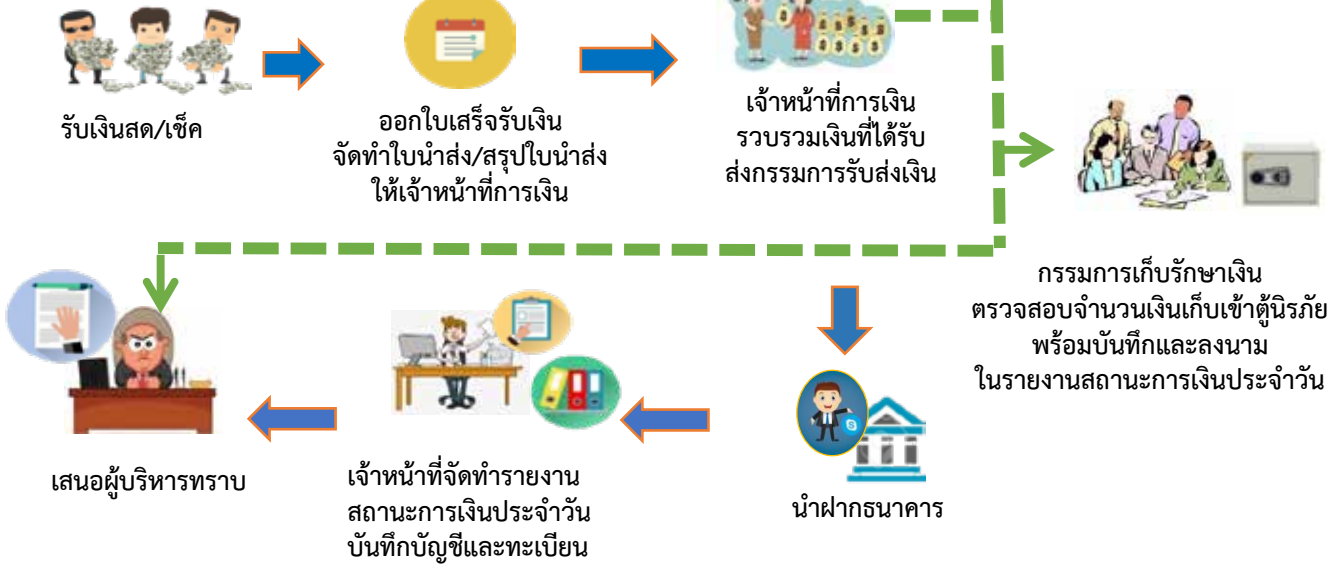 รับเงินสด/เช็ค
ออกใบเสร็จรับเงิน
จัดทำใบนำส่ง/สรุปใบนำส่ง
ให้เจ้าหน้าที่การเงิน
เจ้าหน้าที่การเงิน
รวบรวมเงินที่ได้รับ
ส่งกรรมการรับส่งเงิน
กรรมการเก็บรักษาเงิน
ตรวจสอบจำนวนเงินเก็บเข้าตู้นิรภัย
พร้อมบันทึกและลงนาม
ในรายงานสถานะการเงินประจำวัน
นำฝากธนาคาร
เจ้าหน้าที่จัดทำรายงาน
สถานะการเงินประจำวัน
บันทึกบัญชีและทะเบียน
เสนอผู้บริหารทราบ